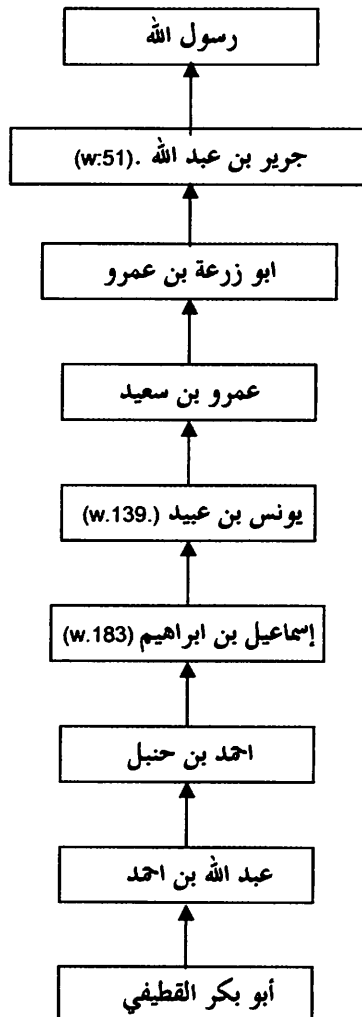 رسول الله
جرير بن عبد الله .(w:51)
ابو زرعة بن عمرو
عمرو بن سعيد
يونس بن عبيد (w.139.)
إسماعيل بن ابراهيم (w.183)
احمد بن حنبل
عبد الله بن احمد
أبو بكر القطيفي